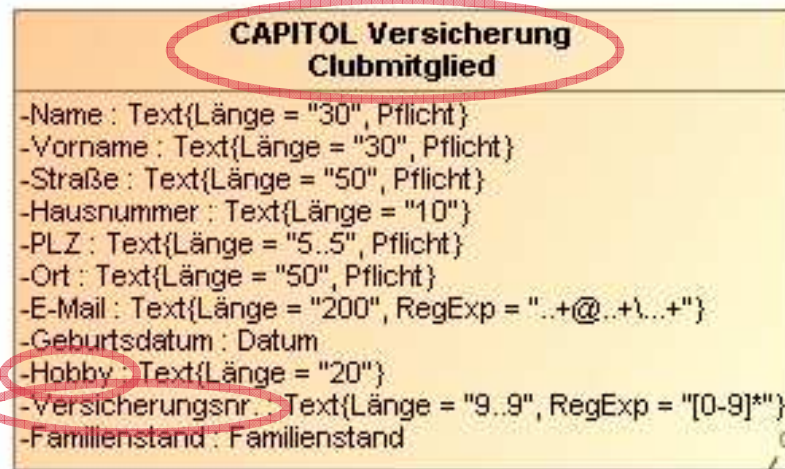 CAPITOL Versicherung
Clubmitglied
-Name : Text{Länge = "30", Pflicht}
-Vorname : Text{Länge = "30", Pflicht}
-Straße : Text{Länge = "50", Pflicht}
-Hausnummer : Text{Länge = "10"}
-PLZ : Text{Länge = "5..5", Pflicht}
-Ort : Text{Länge = "50", Pflicht}
-E-Mail : Text{Länge = "200", RegExp = "..+@..+\...+"}
-Geburtsdatum : Datum
-Hobby : Text{Länge = "20"}
-Versicherungsnr. : Text{Länge = "9..9", RegExp = "[0-9]*"}
-Familienstand : Familienstand